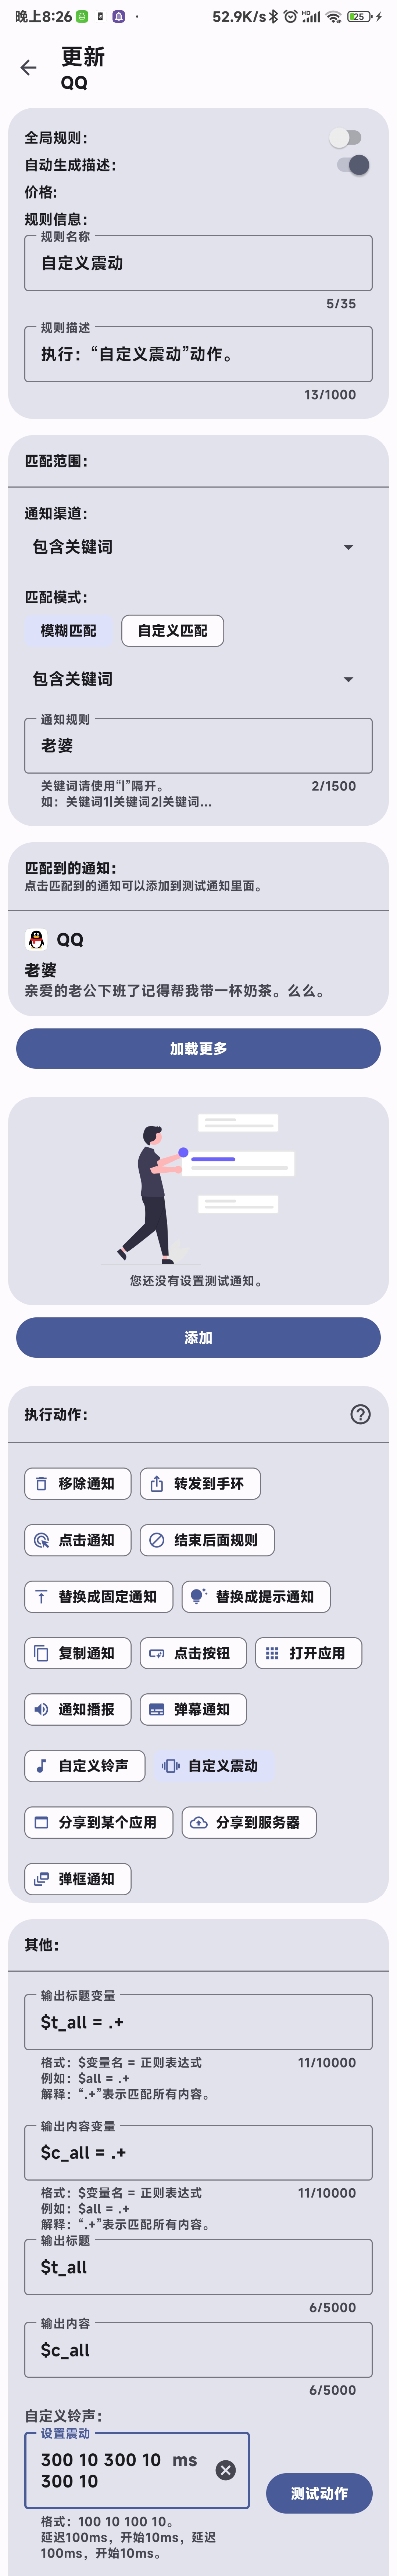 晚上8:26
52.9K/s
HD
25
更新
QQ
全局规则：
自动生成描述：
价格:
规则信息：
规则名称
自定义震动
5/35
规则描述
执行：“自定义震动”动作。
13/1000
匹配范围：
通知渠道：
包含关键词
匹配模式：
模糊匹配
自定义匹配
包含关键词
通知规则
老婆
关键词请使用“|”隔开。
2/1500
如：关键词1|关键词2|关键词...
匹配到的通知：
点击匹配到的通知可以添加到测试通知里面。
QQ
老婆
亲爱的老公下班了记得帮我带一杯奶茶。么么。
加载更多
您还没有设置测试通知。
添加
执行动作：
移除通知
转发到手环
点击通知
结束后面规则
替换成固定通知
替换成提示通知
复制通知
点击按钮
打开应用
通知播报
弹幕通知
自定义铃声
自定义震动
分享到某个应用
分享到服务器
弹框通知
其他：
输出标题变量
$t_all = .+
格式：$变量名 = 正则表达式
11/10000
例如：$all = .+
解释：“.+”表示匹配所有内容。
输出内容变量
$c_all = .+
格式：$变量名 = 正则表达式
11/10000
例如：$all = .+
解释：“.+”表示匹配所有内容。
输出标题
$t_all
6/5000
输出内容
$c_all
6/5000
自定义铃声：
设置震动
300 10 300 10 ms
300 10
测试动作
格式：100 10 100 10。
延迟100ms，开始10ms，延迟
100ms，开始10ms。